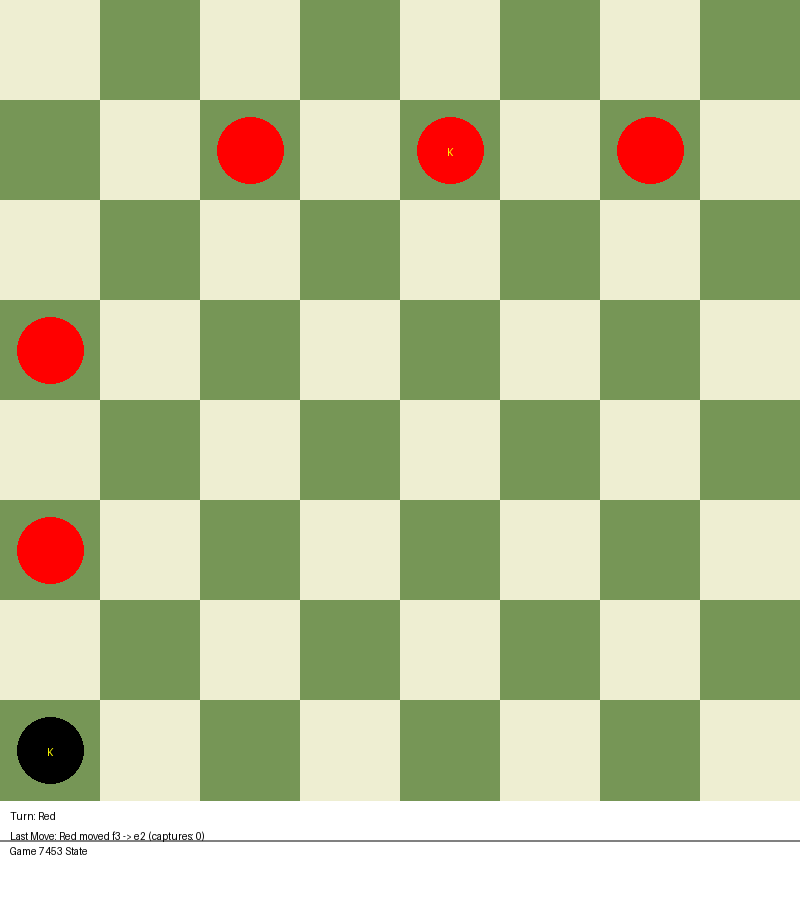 K
K
Turn: Red
Last Move: Red moved f3 -> e2 (captures: 0)
Game 7453 State